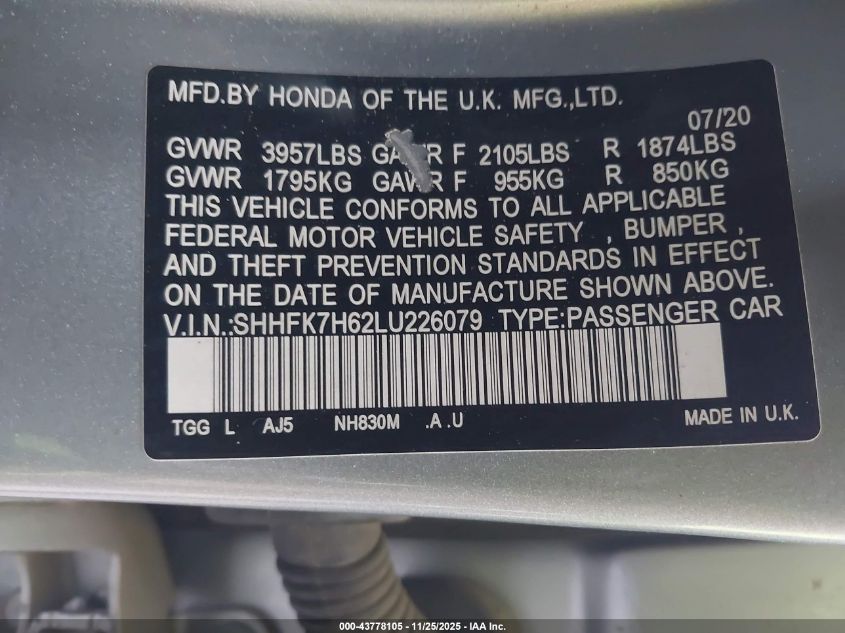 MFD.BY HONDA OF THE U.K. MFG.,LTD.
07/20
GVWR 3957LBS GAWR F 2105LBS R 1874LBS
GVWR 1795KG GAWR F 955KG R 850KG
THIS VEHICLE CONFORMS TO ALL APPLICABLE
FEDERAL MOTOR VEHICLE SAFETY , BUMPER ,
AND THEFT PREVENTION STANDARDS IN EFFECT
ON THE DATE OF MANUFACTURE SHOWN ABOVE.
V.I.N.:SHHFK7H62LU226079 TYPE:PASSENGER CAR
TGG L AJ5 NH830M .A .U MADE IN U.K.
000-43778105 - 11/25/2025 - IAA Inc.